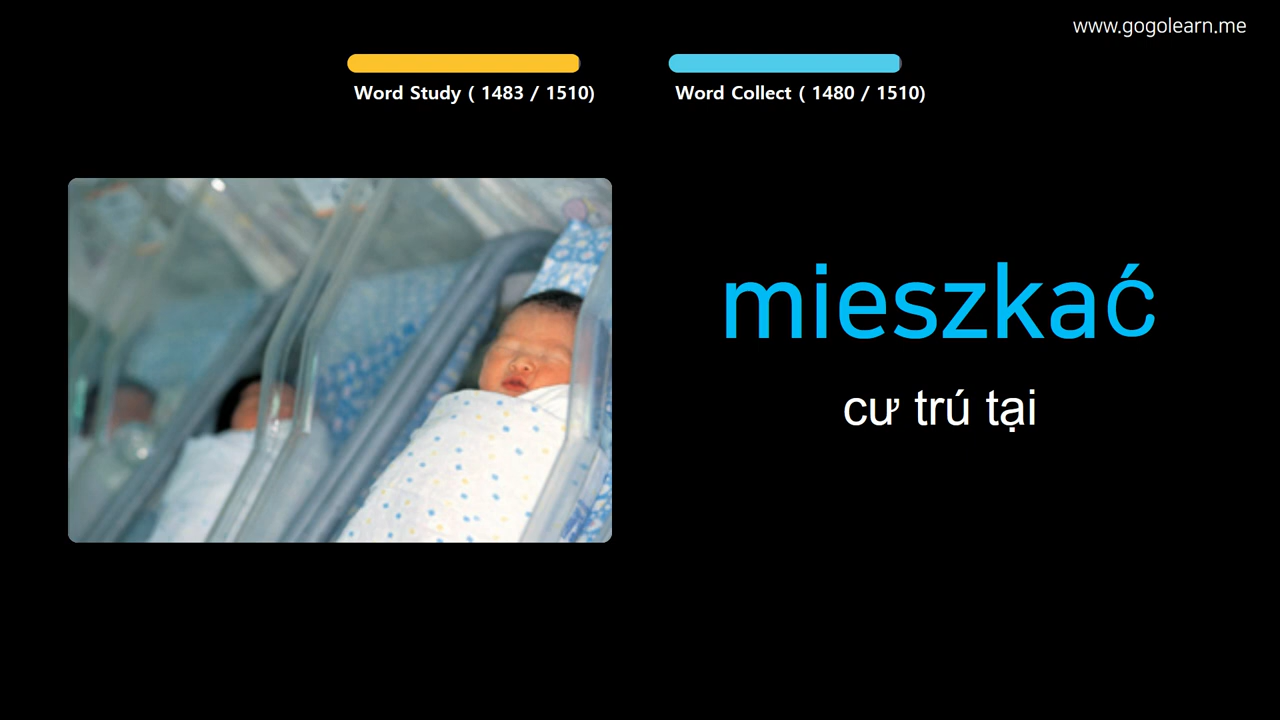 www.gogolearn.me
Word Study ( 1483 / 1510)
Word Collect ( 1480 / 1510)
mieszkać
cư trú tại